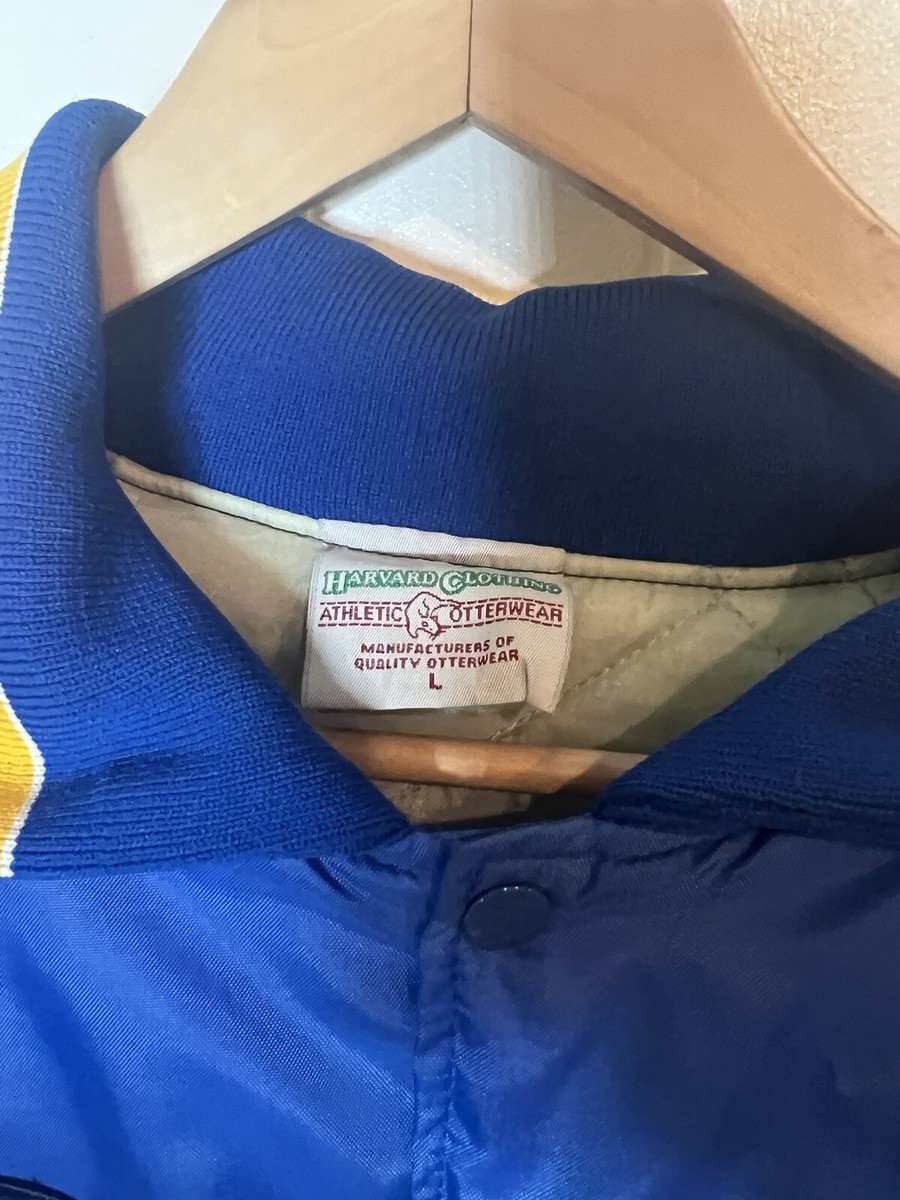 HARVARD CLOTHING
ATHLETIC OTTERWEAR
MANUFACTURERS OF
QUALITY OTTERWEAR
L